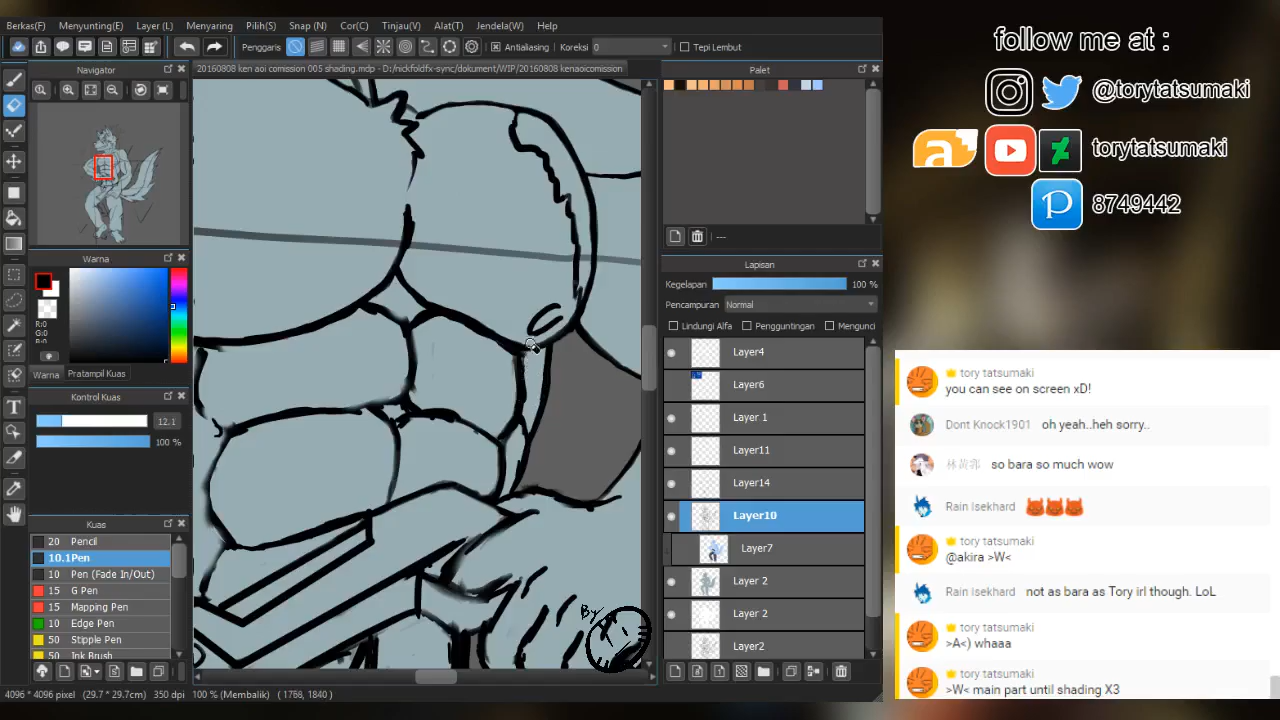 Berkas(F) Menyunting(E) Layer (L) Menyaring Pilih(S) Snap (N) Cor(C) Tinjau(V) Alat(T) Jendela(W) Help
Penggaris Antialiasing Koreksi 0 Tepi Lembut
Navigator
20160808 ken aoi comission 005 shading.mdp - D:/nickfoldfx-sync/dokument/WIP/20160808 kenaoicomission
Palet
---
Warna
R:0
G:0
Warna Pratampil Kuas
Kontrol Kuas
12.1
100 %
Kuas
20 Pencil
10.1 Pen
10 Pen (Fade In/Out)
15 G Pen
15 Mapping Pen
10 Edge Pen
50 Stipple Pen
50 Ink Brush
Lapisan
Kegelapan 100 %
Pencampuran Normal
Lindungi Alfa Pengguntingan Mengunci
Layer4
Layer6
Layer 1
Layer11
Layer14
Layer10
Layer7
Layer 2
Layer 2
Layer2
By
4096 * 4096 pixel (29.7 * 29.7cm) 350 dpi 100 % (Membalik) ( 1758, 1840 )
follow me at :
@torytatsumaki
torytatsumaki
8749442
tory tatsumaki
you can see on screen xD!
Dont Knock1901 oh yeah..heh sorry..
so bara so much wow
Rain Isekhard
tory tatsumaki
@akira >W<
Rain Isekhard not as bara as Tory irl though. LoL
tory tatsumaki
>A<) whaaa
tory tatsumaki
>W< main part until shading X3